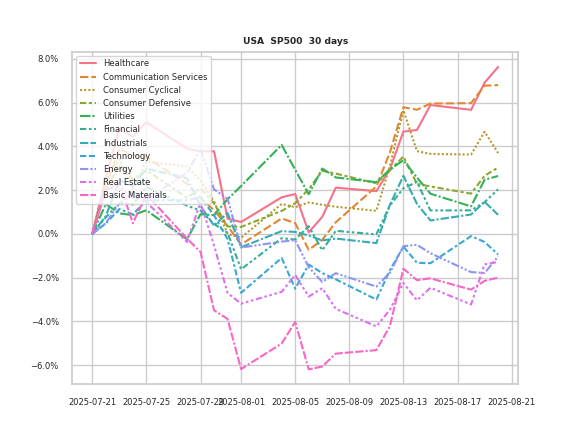 USA SP500 30 days
8.0%
6.0%
4.0%
2.0%
0.0%
−2.0%
−4.0%
−6.0%
Healthcare
Communication Services
Consumer Cyclical
Consumer Defensive
Utilities
Financial
Industrials
Technology
Energy
Real Estate
Basic Materials
2025-07-21 2025-07-25 2025-07-29 2025-08-01 2025-08-05 2025-08-09 2025-08-13 2025-08-17 2025-08-21